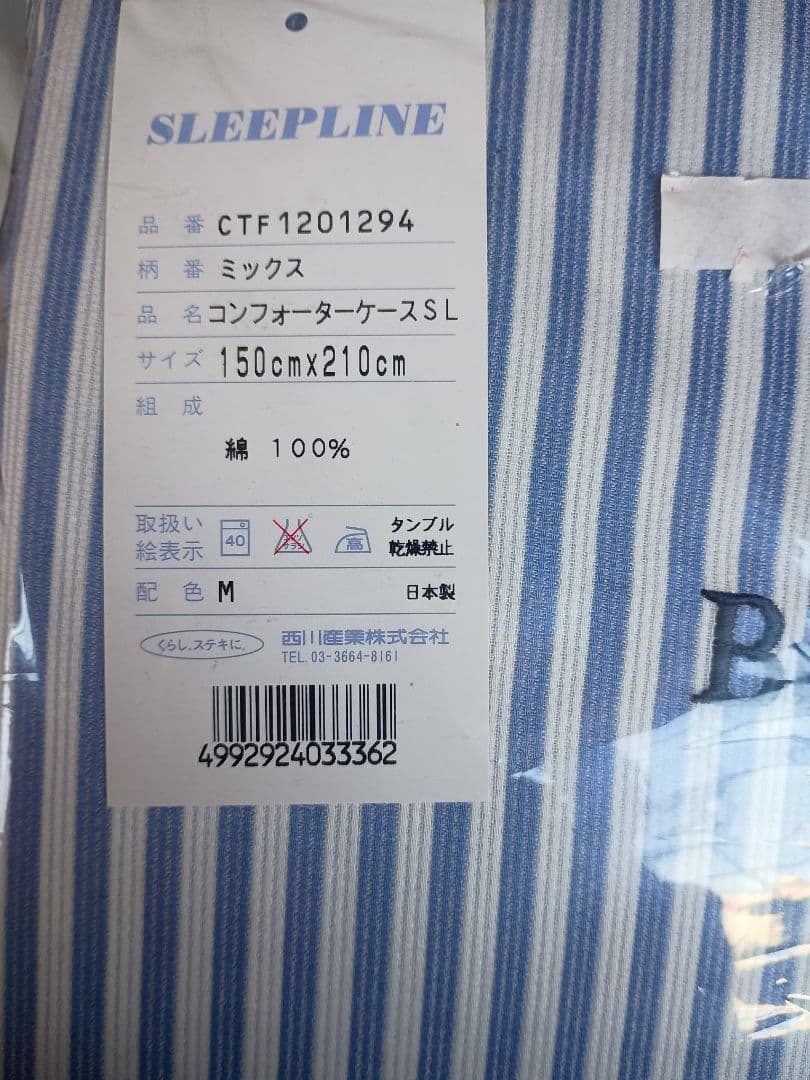 SLEEPLINE
品 番 CTF1201294
柄 番 ミックス
品 名 コンフォーターケースSL
サイズ 150cm×210cm
組 成
綿 100%
取扱い 40 高 タンブル
絵表示 乾燥禁止
配 色 M 日本製
くらし、ステキに。 西川産業株式会社
TEL. 03-3664-8161
4992924033362
B